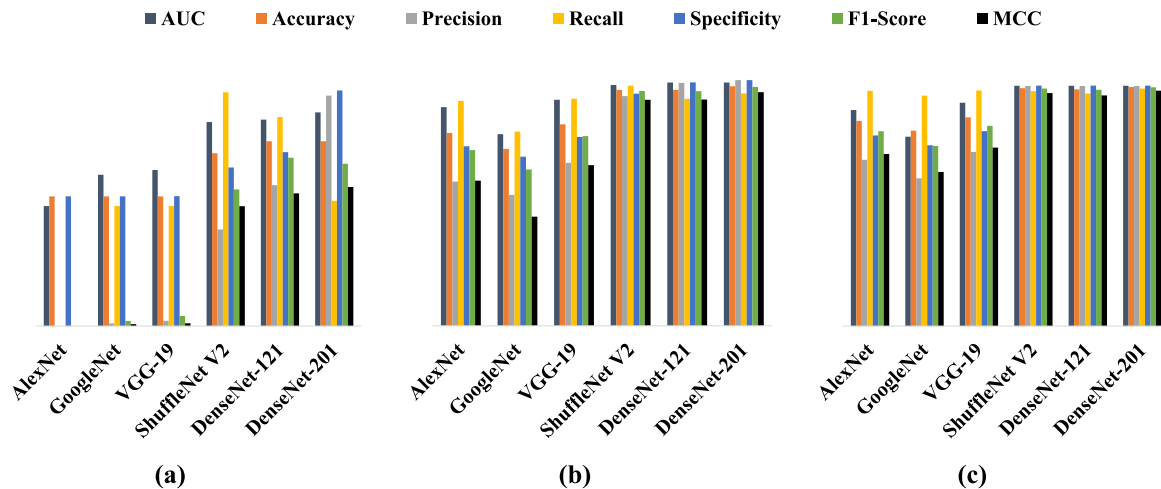 AUC Accuracy Precision Recall Specificity F1-Score MCC
AlexNet
GoogleNet
VGG-19
ShuffleNet V2
DenseNet-121
DenseNet-201
(a)
AlexNet
GoogleNet
VGG-19
ShuffleNet V2
DenseNet-121
DenseNet-201
(b)
AlexNet
GoogleNet
VGG-19
ShuffleNet V2
DenseNet-121
DenseNet-201
(c)